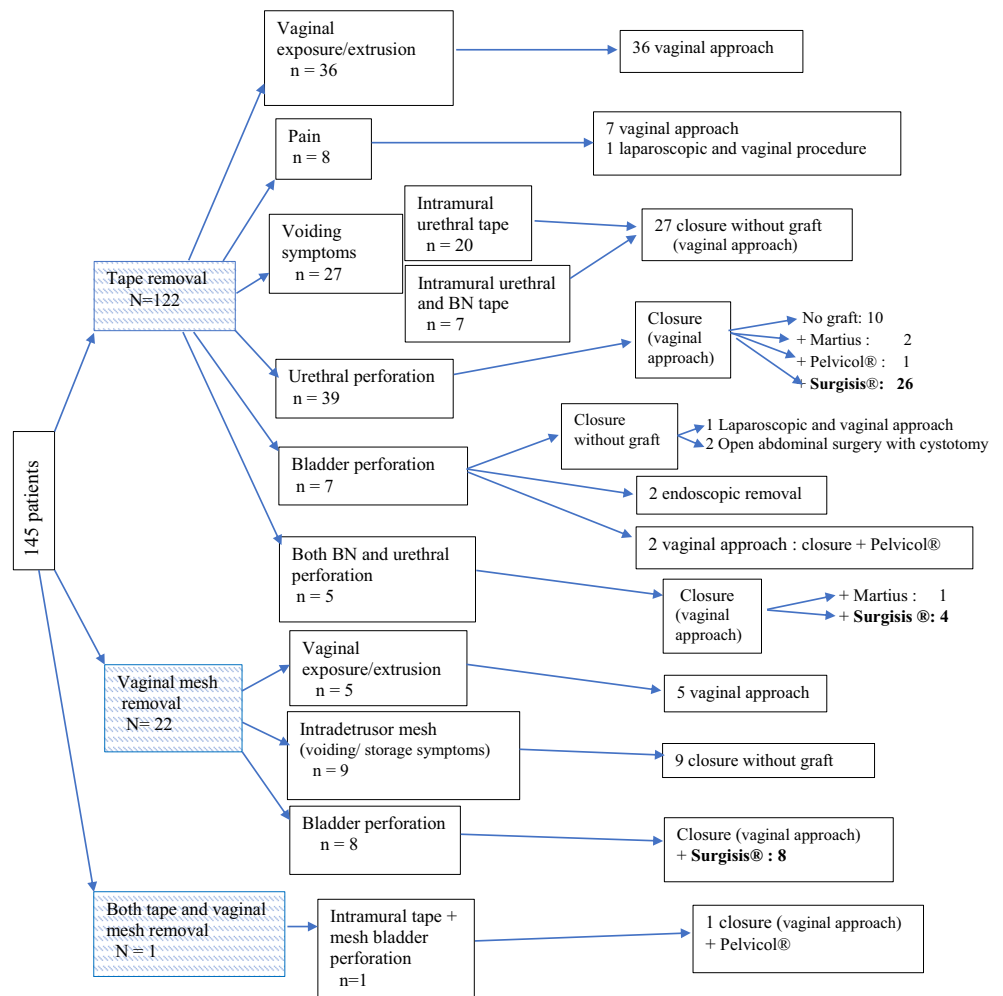 145 patients
Tape removal
N=122
Vaginal
exposure/extrusion
n = 36
36 vaginal approach
Pain
n = 8
7 vaginal approach
1 laparoscopic and vaginal procedure
Voiding
symptoms
n = 27
Intramural
urethral tape
n = 20
Intramural urethral
and BN tape
n = 7
27 closure without graft
(vaginal approach)
Urethral perforation
n = 39
Closure
(vaginal
approach)
No graft: 10
+ Martius : 2
+ Pelvicol® : 1
+ Surgisis®: 26
Bladder perforation
n = 7
Closure
without graft
1 Laparoscopic and vaginal approach
2 Open abdominal surgery with cystotomy
2 endoscopic removal
2 vaginal approach : closure + Pelvicol®
Both BN and urethral
perforation
n = 5
Closure
(vaginal
approach)
+ Martius : 1
+ Surgisis ®: 4
Vaginal mesh
removal
N= 22
Vaginal
exposure/extrusion
n = 5
5 vaginal approach
Intradetrusor mesh
(voiding/ storage symptoms)
n = 9
9 closure without graft
Bladder perforation
n = 8
Closure (vaginal approach)
+ Surgisis® : 8
Both tape and vaginal
mesh removal
N = 1
Intramural tape +
mesh bladder
perforation
n=1
1 closure (vaginal approach)
+ Pelvicol®